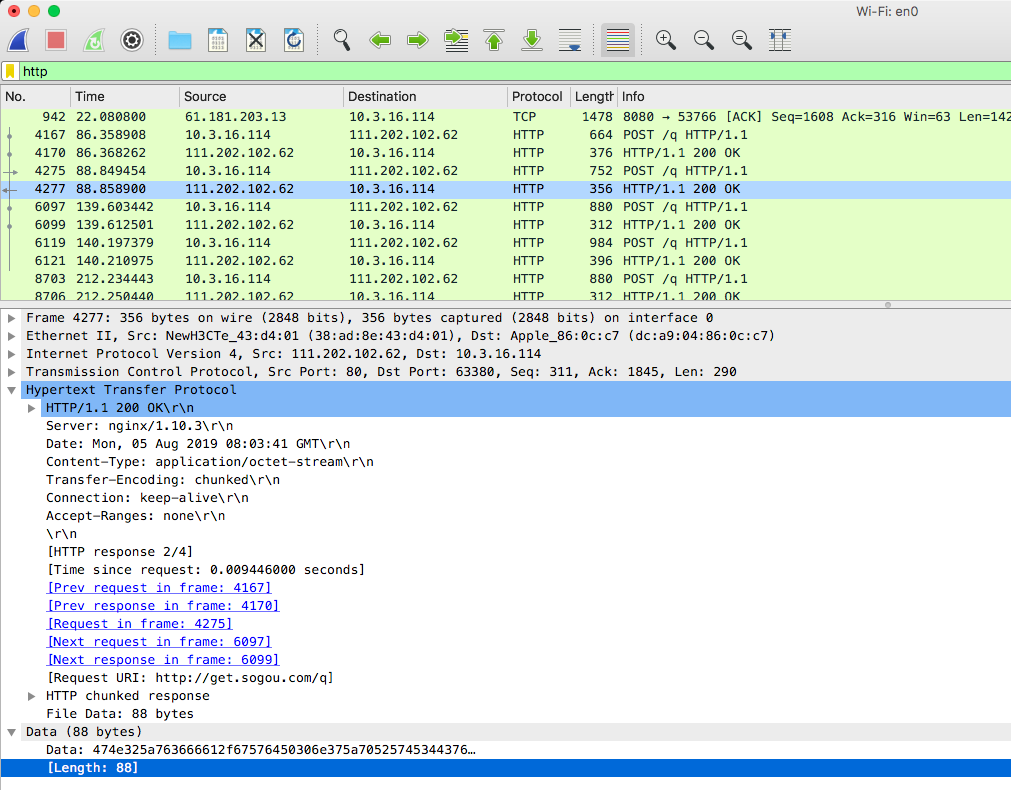 Wi-Fi: en0
http
No. Time Source Destination Protocol Length Info
942 22.080800 61.181.203.13 10.3.16.114 TCP 1478 8080 → 53766 [ACK] Seq=1608 Ack=316 Win=63 Len=142
4167 86.358908 10.3.16.114 111.202.102.62 HTTP 664 POST /q HTTP/1.1
4170 86.368262 111.202.102.62 10.3.16.114 HTTP 376 HTTP/1.1 200 OK
4275 88.849454 10.3.16.114 111.202.102.62 HTTP 752 POST /q HTTP/1.1
4277 88.858900 111.202.102.62 10.3.16.114 HTTP 356 HTTP/1.1 200 OK
6097 139.603442 10.3.16.114 111.202.102.62 HTTP 880 POST /q HTTP/1.1
6099 139.612501 111.202.102.62 10.3.16.114 HTTP 312 HTTP/1.1 200 OK
6119 140.197379 10.3.16.114 111.202.102.62 HTTP 984 POST /q HTTP/1.1
6121 140.210975 111.202.102.62 10.3.16.114 HTTP 396 HTTP/1.1 200 OK
8703 212.234443 10.3.16.114 111.202.102.62 HTTP 880 POST /q HTTP/1.1
8706 212.250440 111.202.102.62 10.3.16.114 HTTP 312 HTTP/1.1 200 OK
Frame 4277: 356 bytes on wire (2848 bits), 356 bytes captured (2848 bits) on interface 0
Ethernet II, Src: NewH3CTe_43:d4:01 (38:ad:8e:43:d4:01), Dst: Apple_86:0c:c7 (dc:a9:04:86:0c:c7)
Internet Protocol Version 4, Src: 111.202.102.62, Dst: 10.3.16.114
Transmission Control Protocol, Src Port: 80, Dst Port: 63380, Seq: 311, Ack: 1845, Len: 290
Hypertext Transfer Protocol
HTTP/1.1 200 OK\r\n
Server: nginx/1.10.3\r\n
Date: Mon, 05 Aug 2019 08:03:41 GMT\r\n
Content-Type: application/octet-stream\r\n
Transfer-Encoding: chunked\r\n
Connection: keep-alive\r\n
Accept-Ranges: none\r\n
\r\n
[HTTP response 2/4]
[Time since request: 0.009446000 seconds]
[Prev request in frame: 4167]
[Prev response in frame: 4170]
[Request in frame: 4275]
[Next request in frame: 6097]
[Next response in frame: 6099]
[Request URI: http://get.sogou.com/q]
HTTP chunked response
File Data: 88 bytes
Data (88 bytes)
Data: 474e325a763666612f67576450306e375a70525745344376…
[Length: 88]